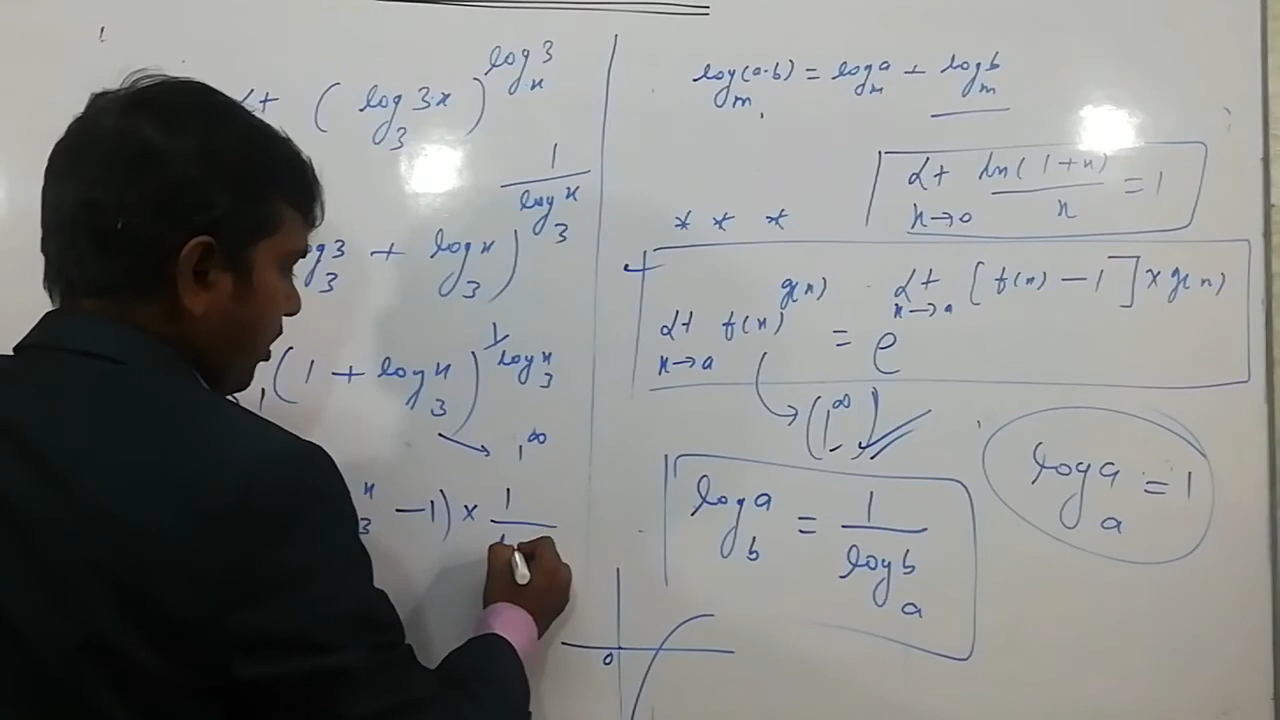 Lt (log_3 3x)^{log_x 3}
log_3 3 + log_3 x)^{1/log_3 x}
(1 + log_3 x)^{1/log_3 x}
→ 1^∞
x
3 - 1) × 1
log_m (a·b) = log_m a + log_m b
Lt_{x→0} ln(1+x)/x = 1
* * *
Lt_{x→a} f(x)^{g(x)} = e^{Lt_{x→a} [f(x) - 1] × g(x)}
(1^∞)
log_a a = 1
log_b a = 1/log_a b
0